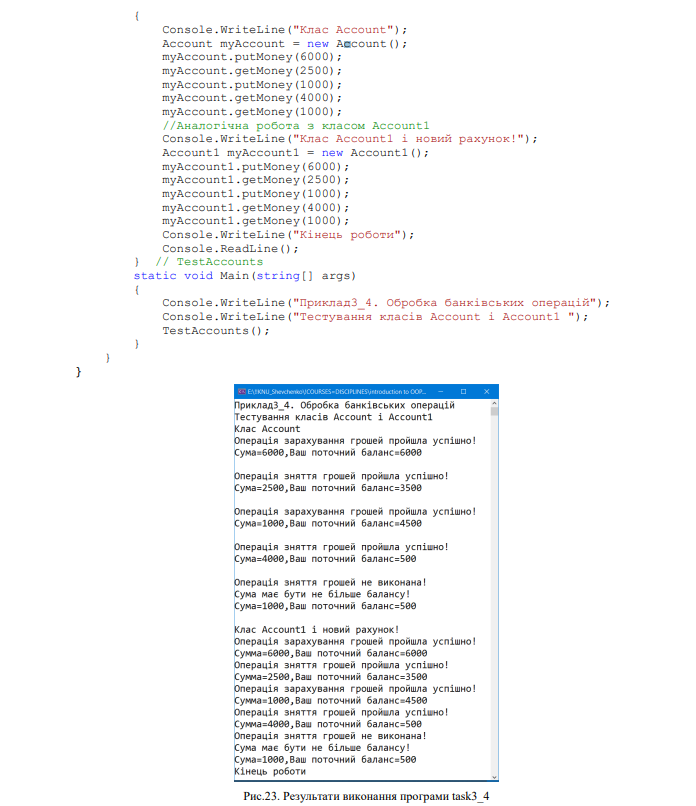 {
Console.WriteLine("Клас Account");
Account myAccount = new Account();
myAccount.putMoney(6000);
myAccount.getMoney(2500);
myAccount.putMoney(1000);
myAccount.getMoney(4000);
myAccount.getMoney(1000);
//Аналогічна робота з класом Account1
Console.WriteLine("Клас Account1 і новий рахунок!");
Account1 myAccount1 = new Account1();
myAccount1.putMoney(6000);
myAccount1.getMoney(2500);
myAccount1.putMoney(1000);
myAccount1.getMoney(4000);
myAccount1.getMoney(1000);
Console.WriteLine("Кінець роботи");
Console.ReadLine();
} // TestAccounts
static void Main(string[] args)
{
Console.WriteLine("Приклад3_4. Обробка банківських операцій");
Console.WriteLine("Тестування класів Account і Account1 ");
TestAccounts();
}
}
}
E:\!KNU_Shevchenko\!COURSES=DISCIPLINES\introduction to OOP...
Приклад3_4. Обробка банківських операцій
Тестування класів Account і Account1
Клас Account
Операція зарахування грошей пройшла успішно!
Сума=6000,Ваш поточний баланс=6000
Операція зняття грошей пройшла успішно!
Сума=2500,Ваш поточний баланс=3500
Операція зарахування грошей пройшла успішно!
Сума=1000,Ваш поточний баланс=4500
Операція зняття грошей пройшла успішно!
Сума=4000,Ваш поточний баланс=500
Операція зняття грошей не виконана!
Сума має бути не більше балансу!
Сума=1000,Ваш поточний баланс=500
Клас Account1 і новий рахунок!
Операція зарахування грошей пройшла успішно!
Сумма=6000,Ваш поточний баланс=6000
Операція зняття грошей пройшла успішно!
Сумма=2500,Ваш поточний баланс=3500
Операція зарахування грошей пройшла успішно!
Сумма=1000,Ваш поточний баланс=4500
Операція зняття грошей пройшла успішно!
Сумма=4000,Ваш поточний баланс=500
Операція зняття грошей не виконана!
Сума має бути не більше балансу!
Сума=1000,Ваш поточний баланс=500
Кінець роботи
Рис.23. Результати виконання програми task3_4